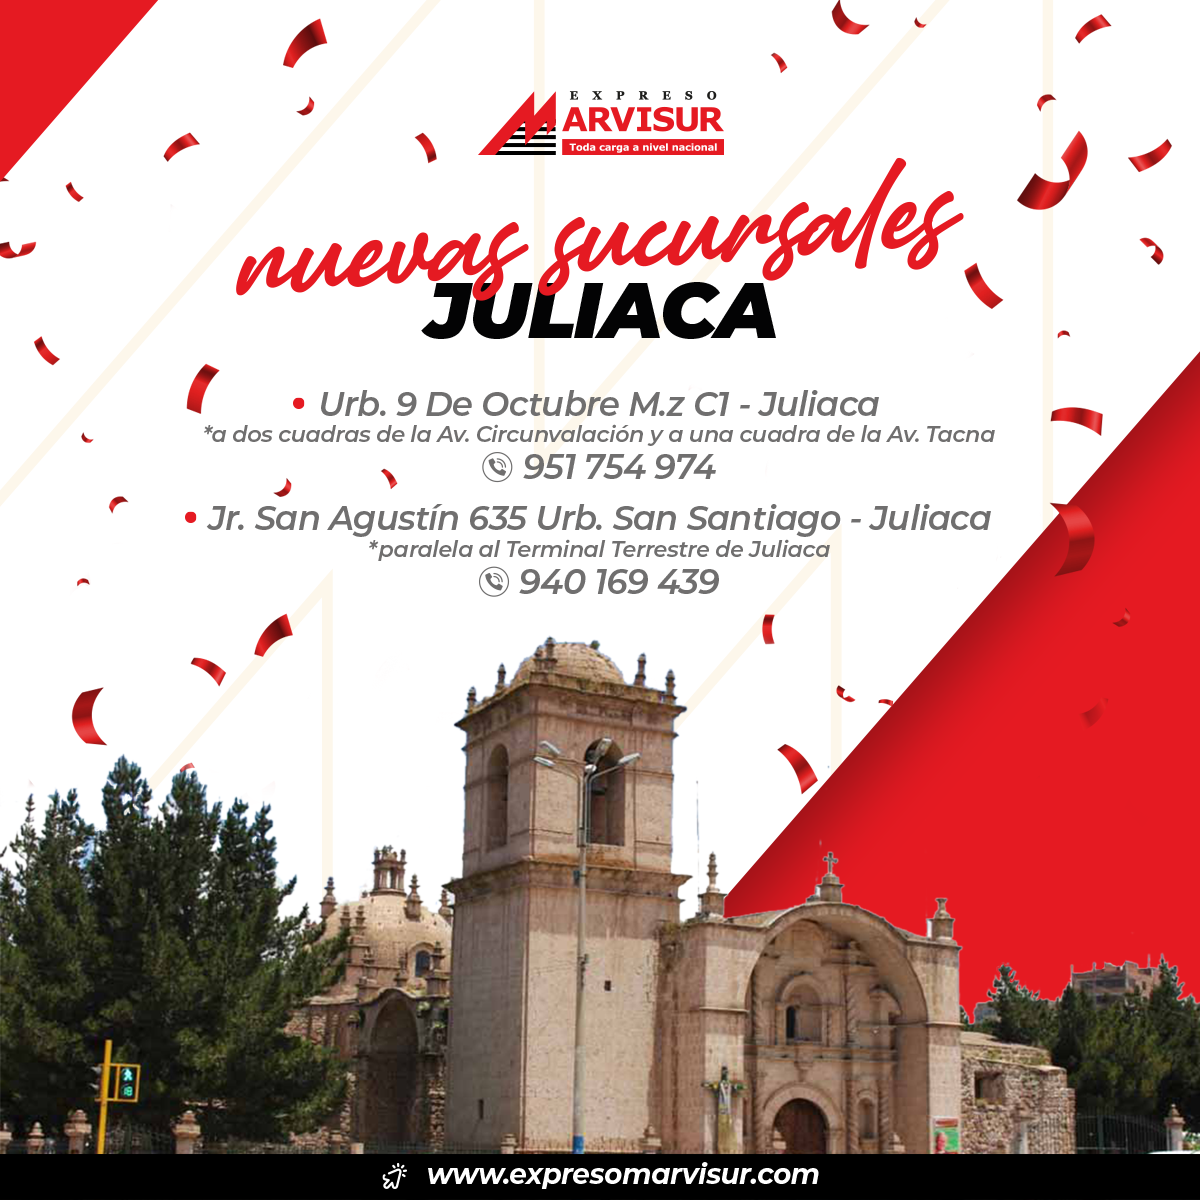 EXPRESO
MARVISUR
Toda carga a nivel nacional
nuevas sucursales
JULIACA
• Urb. 9 De Octubre M.z C1 - Juliaca
*a dos cuadras de la Av. Circunvalación y a una cuadra de la Av. Tacna
951 754 974
• Jr. San Agustín 635 Urb. San Santiago - Juliaca
*paralela al Terminal Terrestre de Juliaca
940 169 439
www.expresomarvisur.com